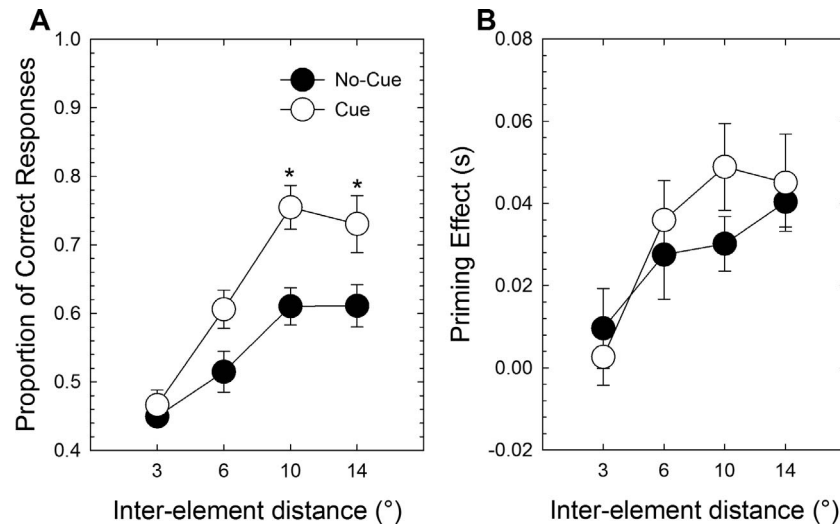 A
Proportion of Correct Responses
1.0
0.9
0.8
0.7
0.6
0.5
0.4
No-Cue
Cue
*
*
3 6 10 14
Inter-element distance (°)
B
Priming Effect (s)
0.08
0.06
0.04
0.02
0.00
-0.02
3 6 10 14
Inter-element distance (°)